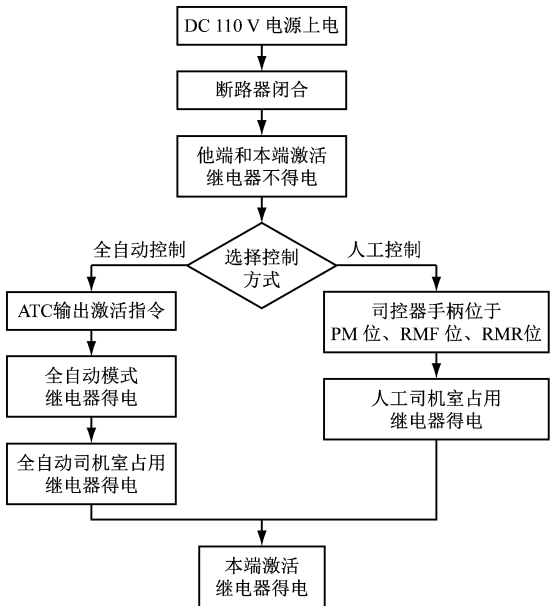 DC 110 V 电源上电
断路器闭合
他端和本端激活
继电器不得电
选择控制
方式
全自动控制
ATC输出激活指令
全自动模式
继电器得电
全自动司机室占用
继电器得电
人工控制
司控器手柄位于
PM 位、RMF 位、RMR位
人工司机室占用
继电器得电
本端激活
继电器得电